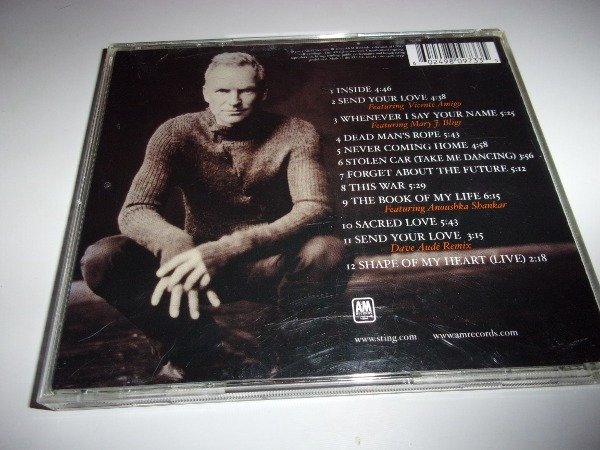 6 02498 09753 5
1 INSIDE 4:46
2 SEND YOUR LOVE 4:38
Featuring Vicente Amigo
3 WHENEVER I SAY YOUR NAME 5:25
Featuring Mary J. Blige
4 DEAD MAN'S ROPE 5:43
5 NEVER COMING HOME 4:58
6 STOLEN CAR (TAKE ME DANCING) 3:56
7 FORGET ABOUT THE FUTURE 5:12
8 THIS WAR 5:29
9 THE BOOK OF MY LIFE 6:15
Featuring Anoushka Shankar
10 SACRED LOVE 5:43
11 SEND YOUR LOVE 3:15
Dave Audé Remix
12 SHAPE OF MY HEART (LIVE) 2:18
A&M
www.sting.com www.amrecords.com